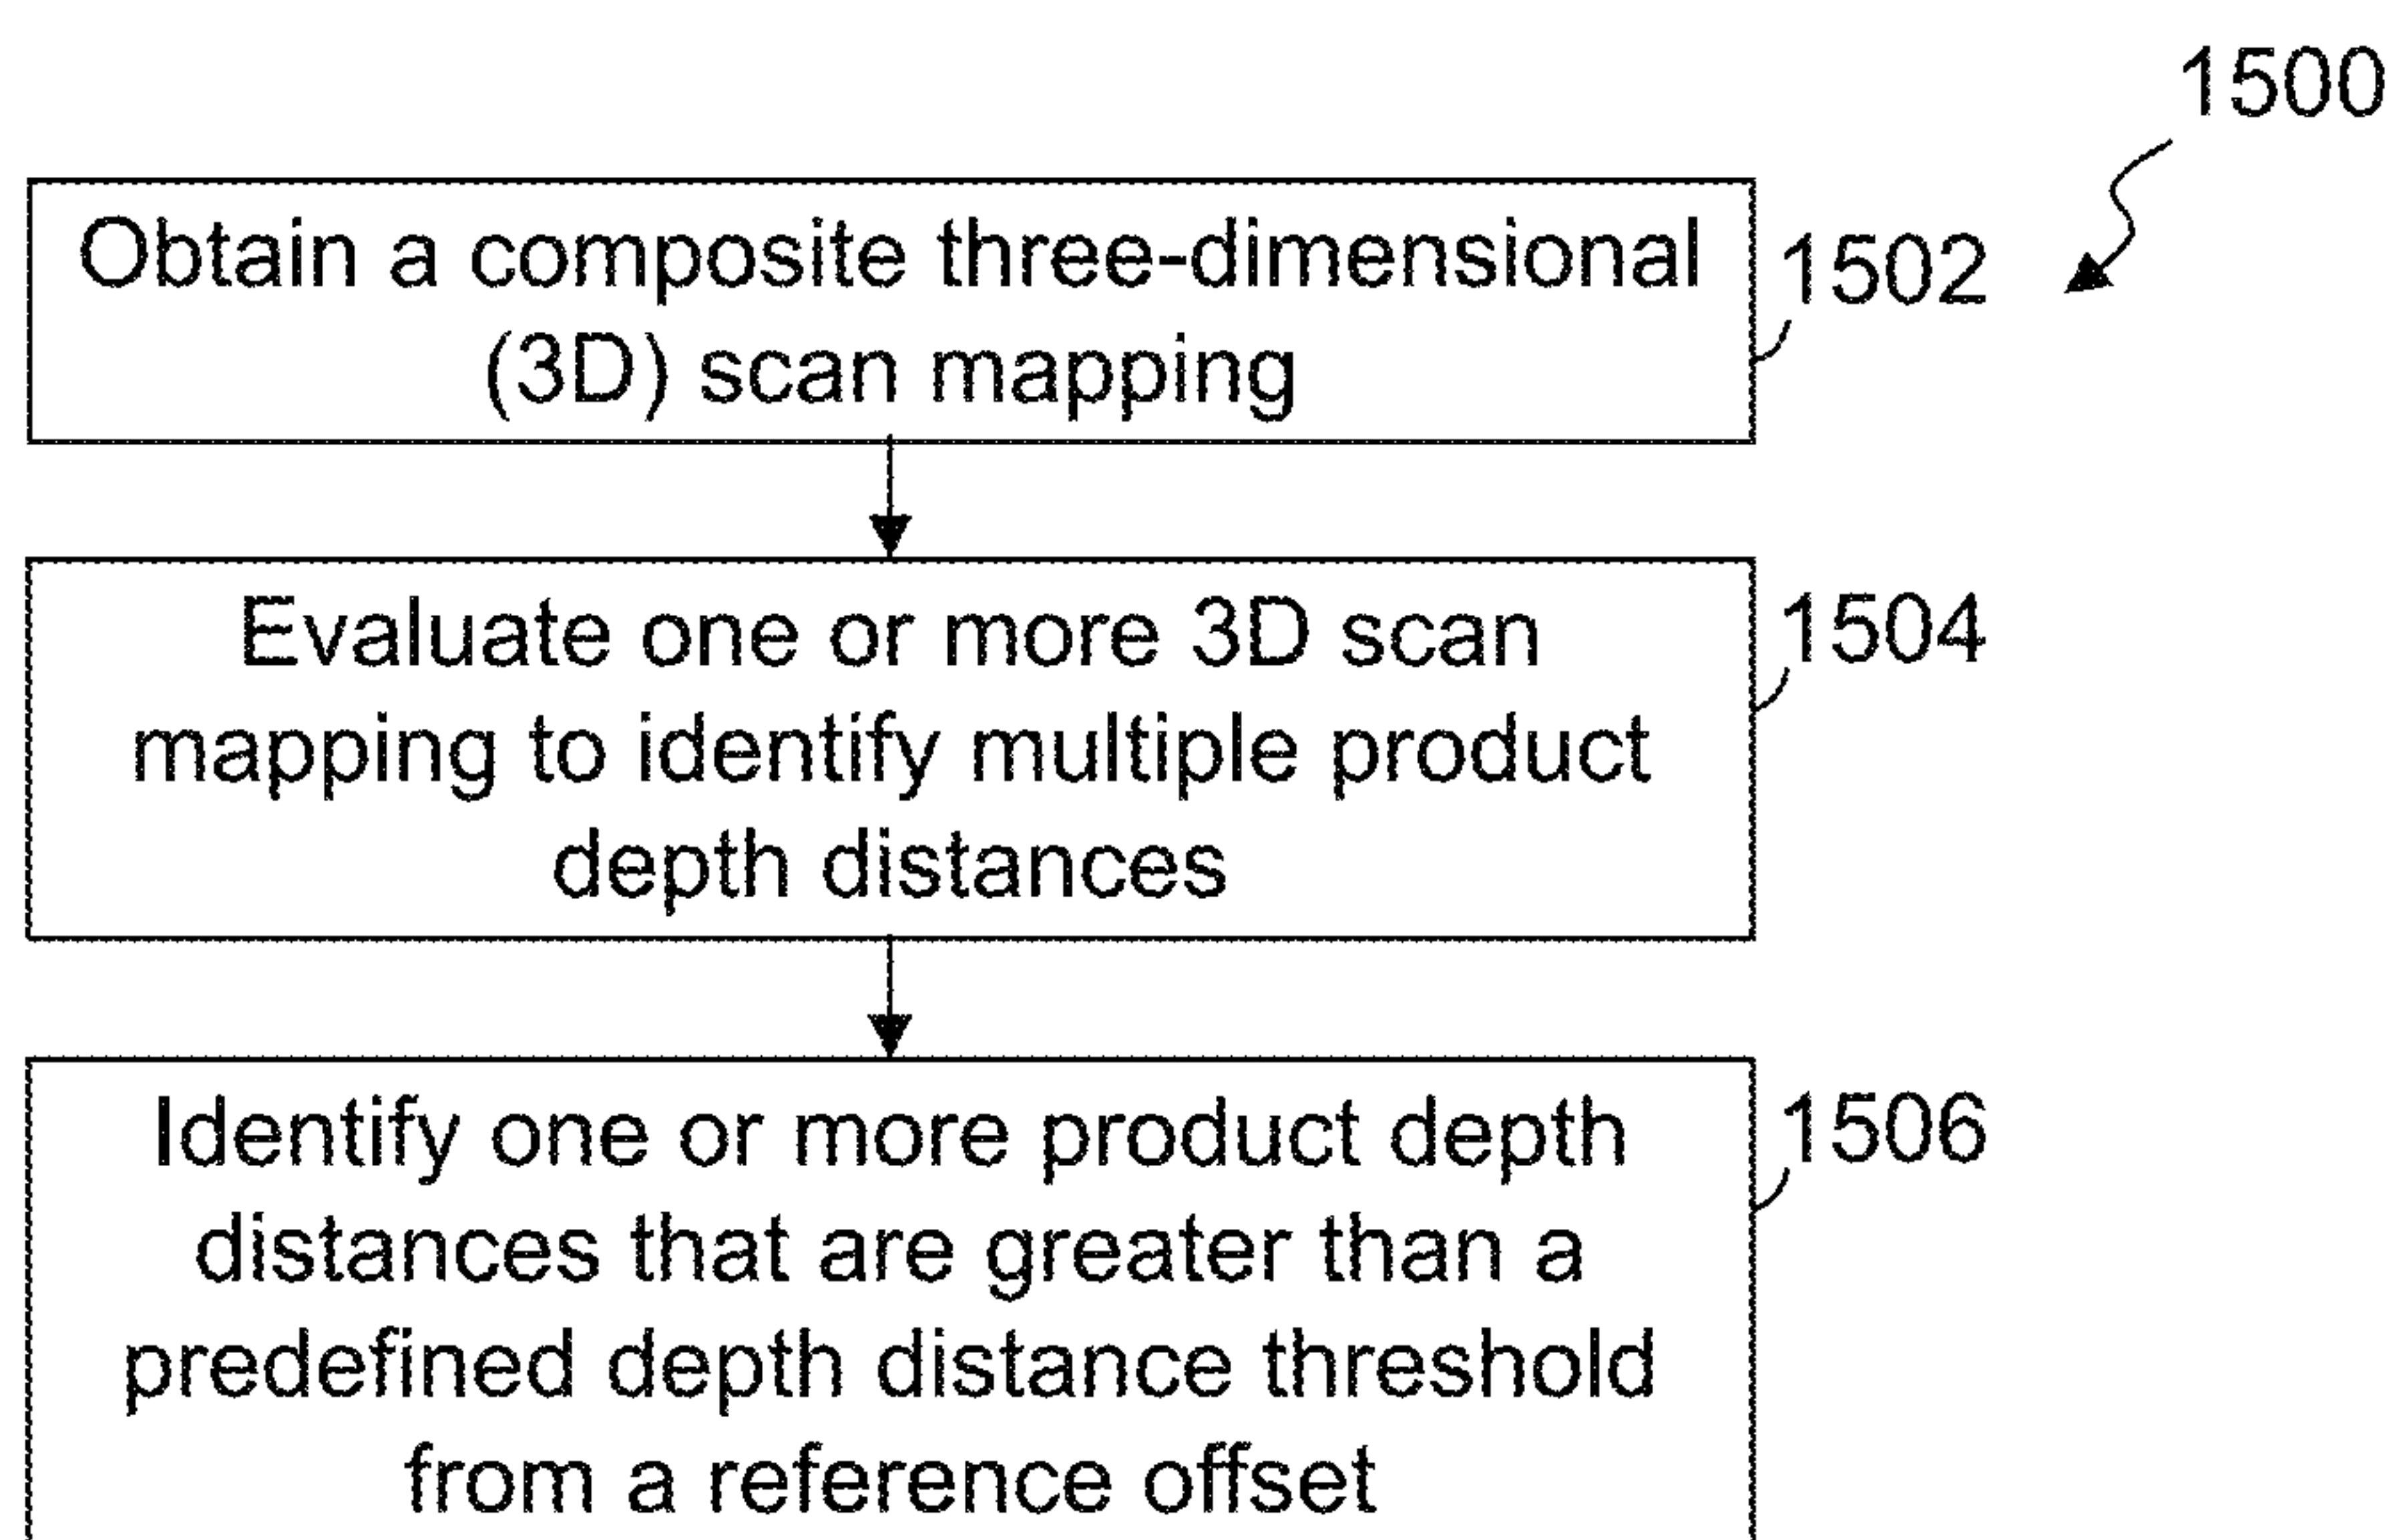 1500
Obtain a composite three-dimensional
(3D) scan mapping
1502
Evaluate one or more 3D scan
mapping to identify multiple product
depth distances
1504
Identify one or more product depth
distances that are greater than a
predefined depth distance threshold
from a reference offset
1506